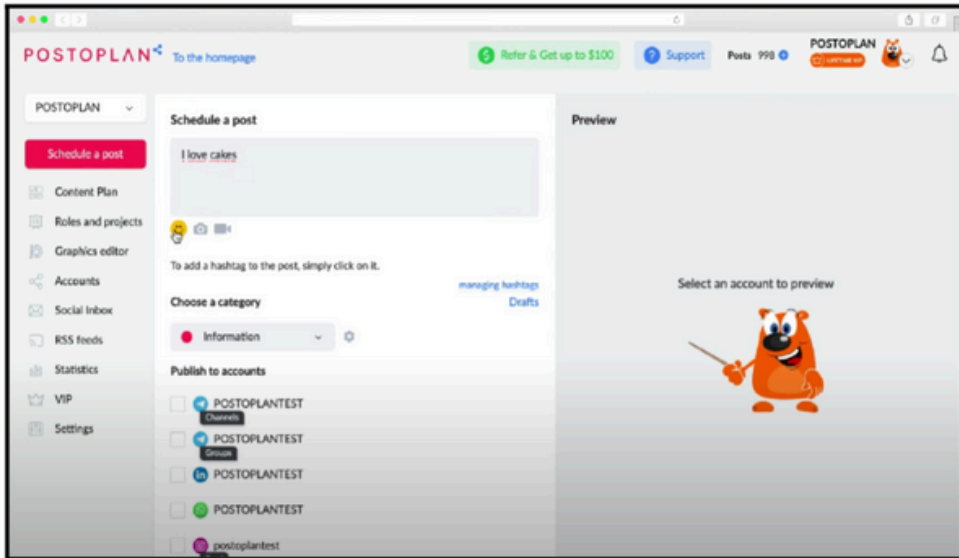 POSTOPLAN
To the homepage
Refer & Get up to $100
Support
Posts 998
POSTOPLAN
LIFETIME VIP
POSTOPLAN
Schedule a post
Content Plan
Roles and projects
Graphics editor
Accounts
Social Inbox
RSS feeds
Statistics
VIP
Settings
Schedule a post
I love cakes
To add a hashtag to the post, simply click on it.
managing hashtags
Choose a category
Drafts
Information
Publish to accounts
POSTOPLANTEST
Channels
POSTOPLANTEST
Groups
POSTOPLANTEST
POSTOPLANTEST
postoplantest
Preview
Select an account to preview